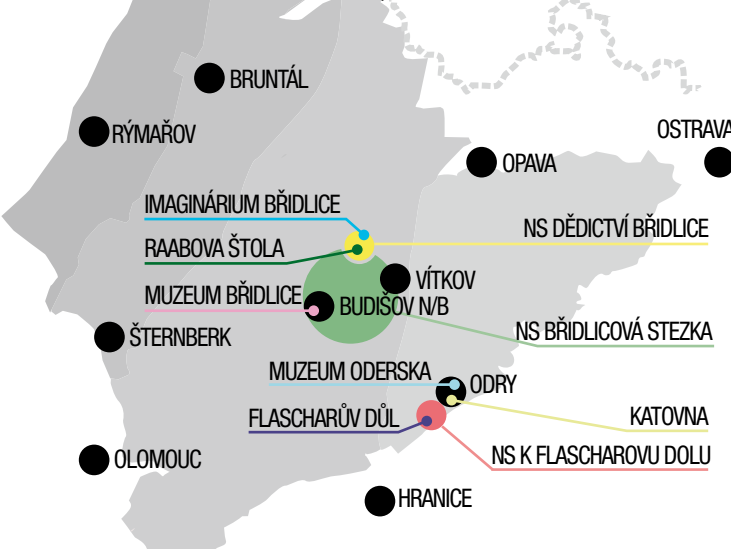 BRUNTÁL
RÝMAŘOV
OSTRAVA
OPAVA
IMAGINÁRIUM BŘIDLICE
NS DĚDICTVÍ BŘIDLICE
RAABOVA ŠTOLA
VÍTKOV
MUZEUM BŘIDLICE
BUDIŠOV N/B
NS BŘIDLICOVÁ STEZKA
ŠTERNBERK
MUZEUM ODERSKA
ODRY
FLASCHARŮV DŮL
KATOVNA
NS K FLASCHAROVU DOLU
OLOMOUC
HRANICE